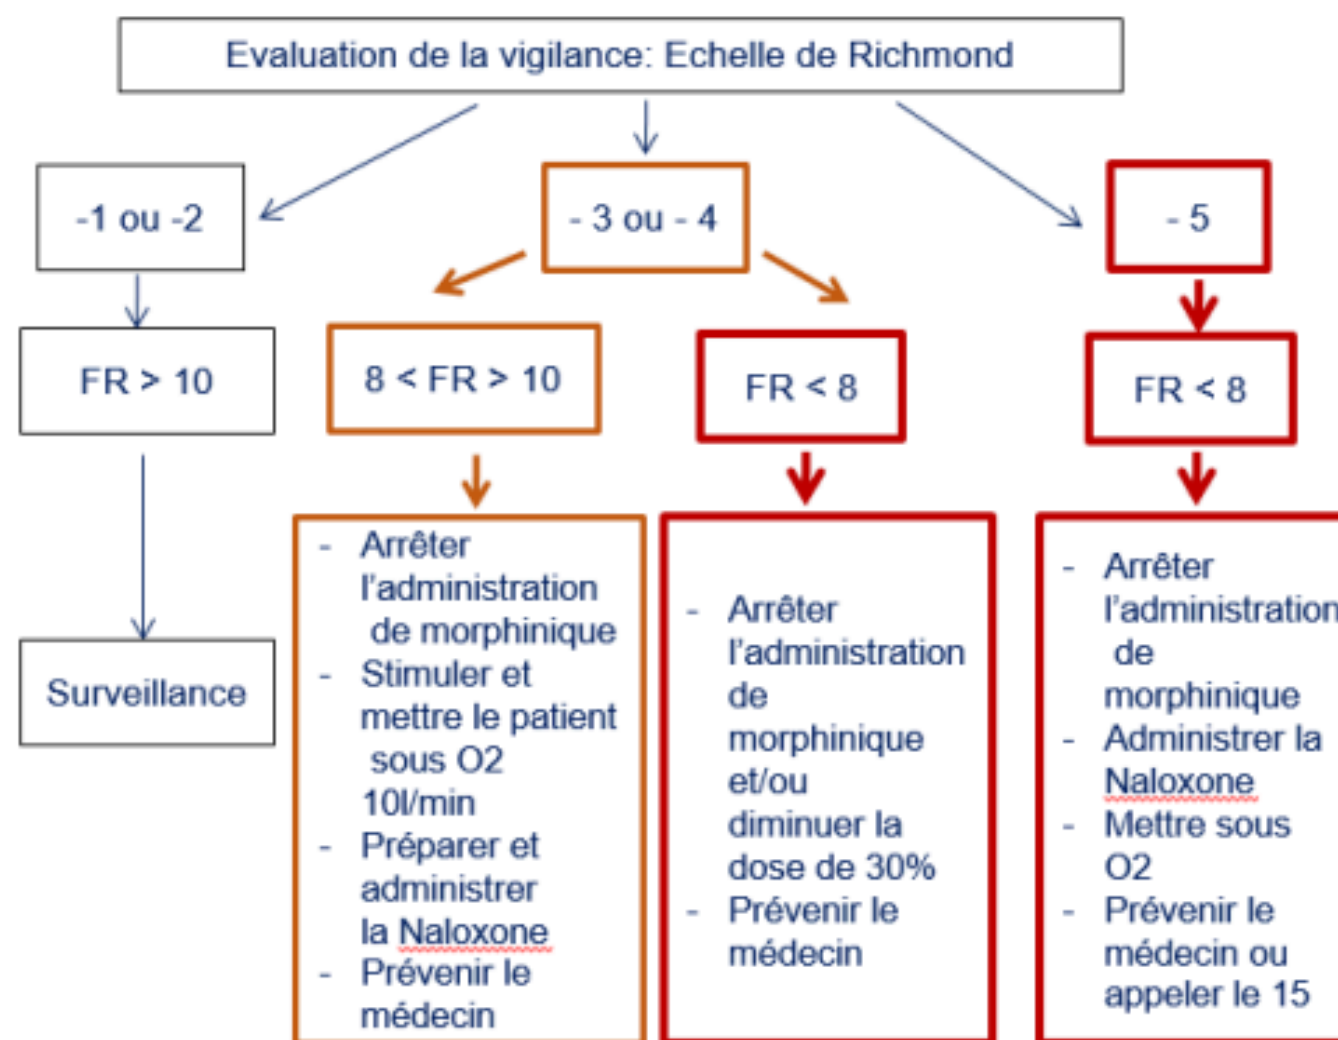 Evaluation de la vigilance: Echelle de Richmond
-1 ou -2
- 3 ou - 4
- 5
FR > 10
8 < FR > 10
FR < 8
FR < 8
Surveillance
- Arrêter
l'administration
de morphinique
- Stimuler et
mettre le patient
sous O2
10l/min
- Préparer et
administrer
la Naloxone
- Prévenir le
médecin
- Arrêter
l'administration
de
morphinique
et/ou
diminuer la
dose de 30%
- Prévenir le
médecin
- Arrêter
l'administration
de
morphinique
- Administrer la
Naloxone
- Mettre sous
O2
- Prévenir le
médecin ou
appeler le 15